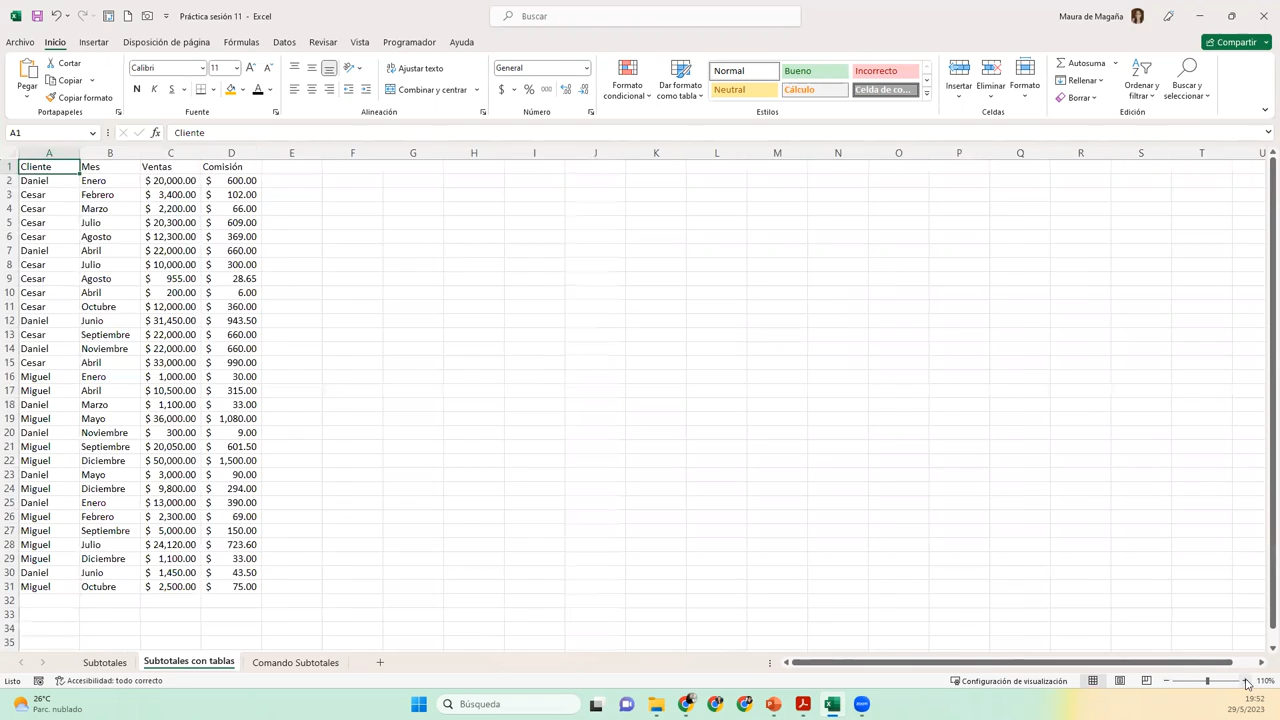 Práctica sesión 11 - Excel
Buscar
Maura de Magaña
Archivo Inicio Insertar Disposición de página Fórmulas Datos Revisar Vista Programador Ayuda
Compartir
Pegar
Cortar
Copiar
Copiar formato
Portapapeles
Calibri 11
N K S
Fuente
Ajustar texto
Combinar y centrar
Alineación
General
$ % 000
Número
Formato condicional
Dar formato como tabla
Normal Bueno Incorrecto
Neutral Cálculo Celda de co...
Estilos
Insertar Eliminar Formato
Celdas
Autosuma
Rellenar
Borrar
Ordenar y filtrar
Buscar y seleccionar
Edición
A1 fx Cliente
A B C D E F G H I J K L M N O P Q R S T U
1 Cliente Mes Ventas Comisión
2 Daniel Enero $ 20,000.00 $ 600.00
3 Cesar Febrero $ 3,400.00 $ 102.00
4 Cesar Marzo $ 2,200.00 $ 66.00
5 Cesar Julio $ 20,300.00 $ 609.00
6 Cesar Agosto $ 12,300.00 $ 369.00
7 Daniel Abril $ 22,000.00 $ 660.00
8 Cesar Julio $ 10,000.00 $ 300.00
9 Cesar Agosto $ 955.00 $ 28.65
10 Cesar Abril $ 200.00 $ 6.00
11 Cesar Octubre $ 12,000.00 $ 360.00
12 Daniel Junio $ 31,450.00 $ 943.50
13 Cesar Septiembre $ 22,000.00 $ 660.00
14 Daniel Noviembre $ 22,000.00 $ 660.00
15 Cesar Abril $ 33,000.00 $ 990.00
16 Miguel Enero $ 1,000.00 $ 30.00
17 Miguel Abril $ 10,500.00 $ 315.00
18 Daniel Marzo $ 1,100.00 $ 33.00
19 Miguel Mayo $ 36,000.00 $ 1,080.00
20 Daniel Noviembre $ 300.00 $ 9.00
21 Miguel Septiembre $ 20,050.00 $ 601.50
22 Miguel Diciembre $ 50,000.00 $ 1,500.00
23 Daniel Mayo $ 3,000.00 $ 90.00
24 Miguel Diciembre $ 9,800.00 $ 294.00
25 Daniel Enero $ 13,000.00 $ 390.00
26 Miguel Febrero $ 2,300.00 $ 69.00
27 Miguel Septiembre $ 5,000.00 $ 150.00
28 Miguel Julio $ 24,120.00 $ 723.60
29 Miguel Diciembre $ 1,100.00 $ 33.00
30 Daniel Junio $ 1,450.00 $ 43.50
31 Miguel Octubre $ 2,500.00 $ 75.00
32
33
34
35
Subtotales Subtotales con tablas Comando Subtotales
Listo Accesibilidad: todo correcto Configuración de visualización 110%
26°C
Parc. nublado
Búsqueda
zoom
19:52
29/5/2023